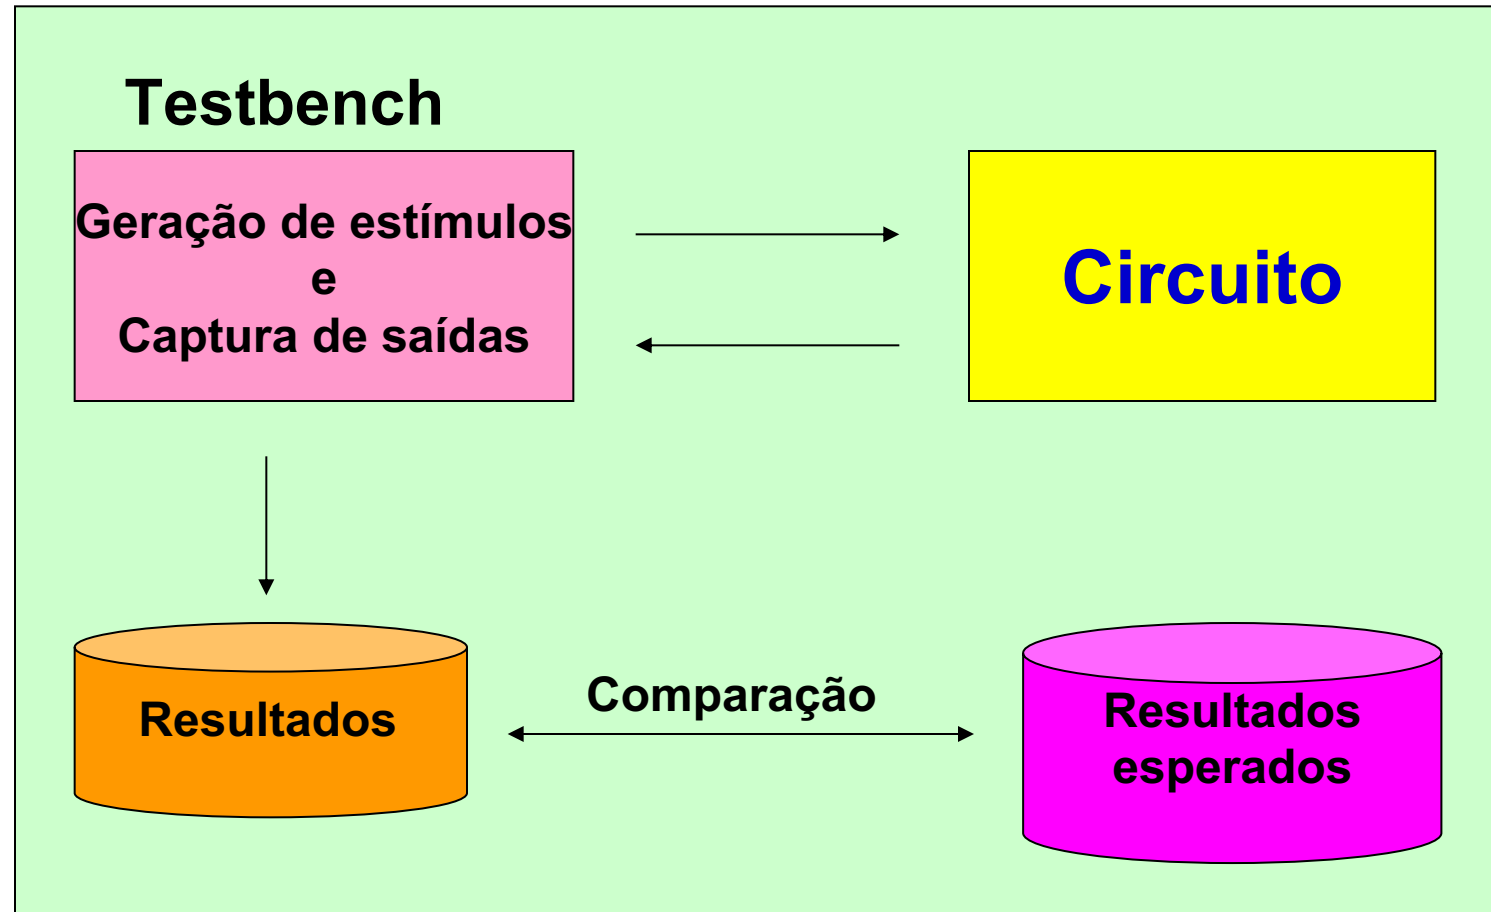 Testbench
Geração de estímulos
e
Captura de saídas
Circuito
Resultados
Comparação
Resultados
esperados